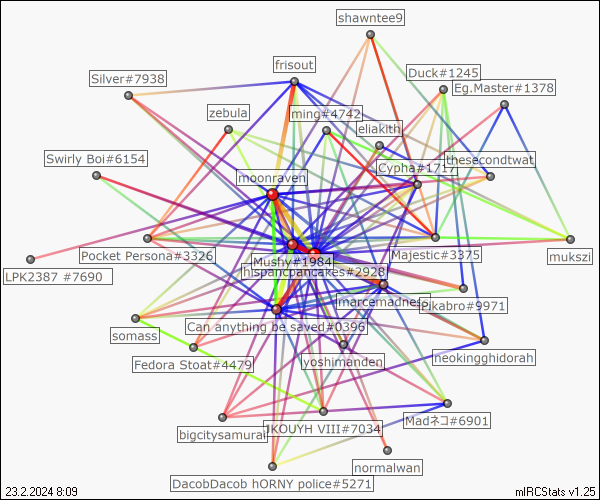 shawntee9
frisout
Silver#7938
Duck#1245
Eg.Master#1378
zebula
ming#4742
eliakith
Swirly Boi#6154
thesecondtwat
Cypha#1717
moonraven
Pocket Persona#3326
Mushy#1984
Majestic#3375
mukszi
hispancpancakes#2928
LPK2387 #7690
marcemadness
Pikabro#9971
Can anything be saved#0396
somass
neokingghidorah
Fedora Stoat#4479
yoshimanden
Madネコ#6901
JKOUYH VIII#7034
bigcitysamurai
normalwan
DacobDacob hORNY police#5271
23.2.2024 8:09
mIRCStats v1.25